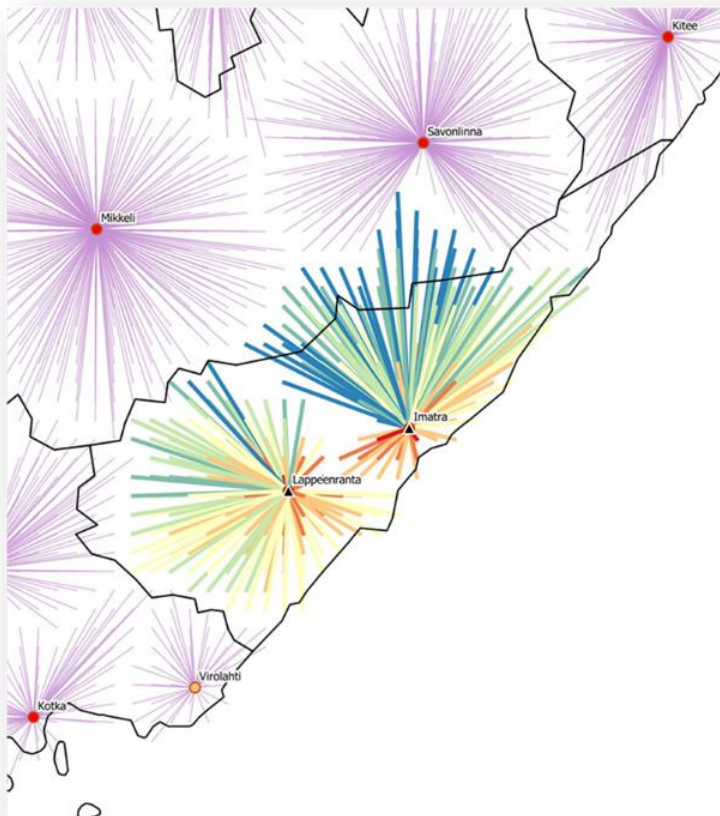 Kitee
Savonlinna
Mikkeli
Imatra
Lappeenranta
Virolahti
Kotka